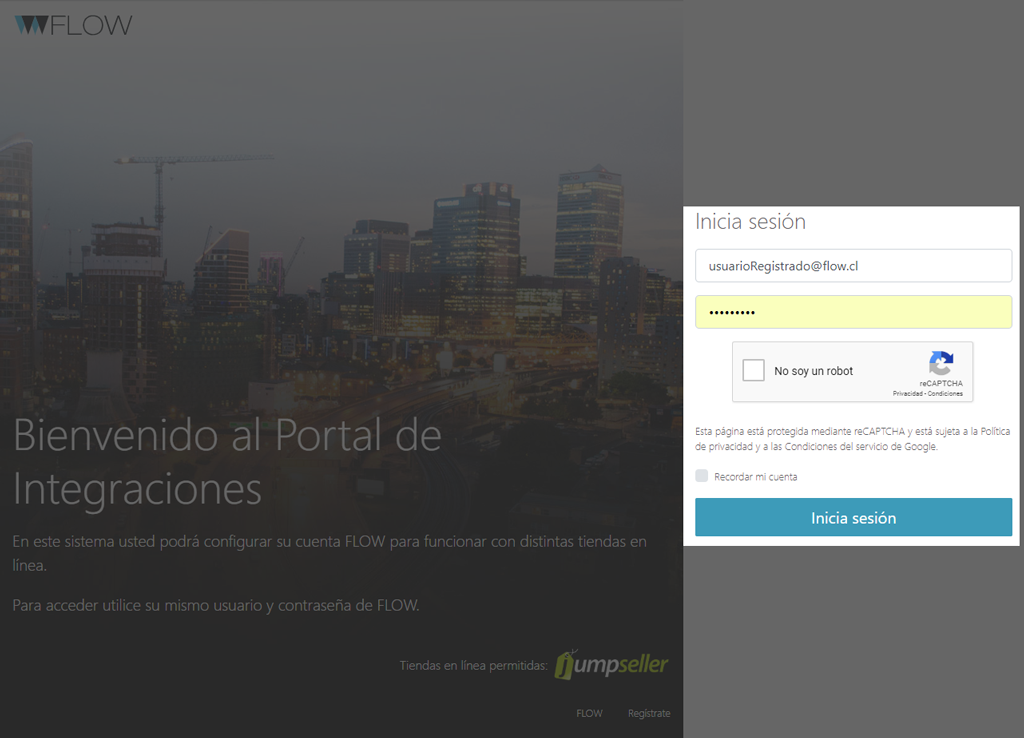 FLOW
Bienvenido al Portal de
Integraciones
En este sistema usted podrá configurar su cuenta FLOW para funcionar con distintas tiendas en
línea.
Para acceder utilice su mismo usuario y contraseña de FLOW.
Tiendas en línea permitidas: jumpseller
FLOW Regístrate
Inicia sesión
usuarioRegistrado@flow.cl
•••••••••
No soy un robot
reCAPTCHA
Privacidad - Condiciones
Esta página está protegida mediante reCAPTCHA y está sujeta a la Política
de privacidad y a las Condiciones del servicio de Google.
Recordar mi cuenta
Inicia sesión